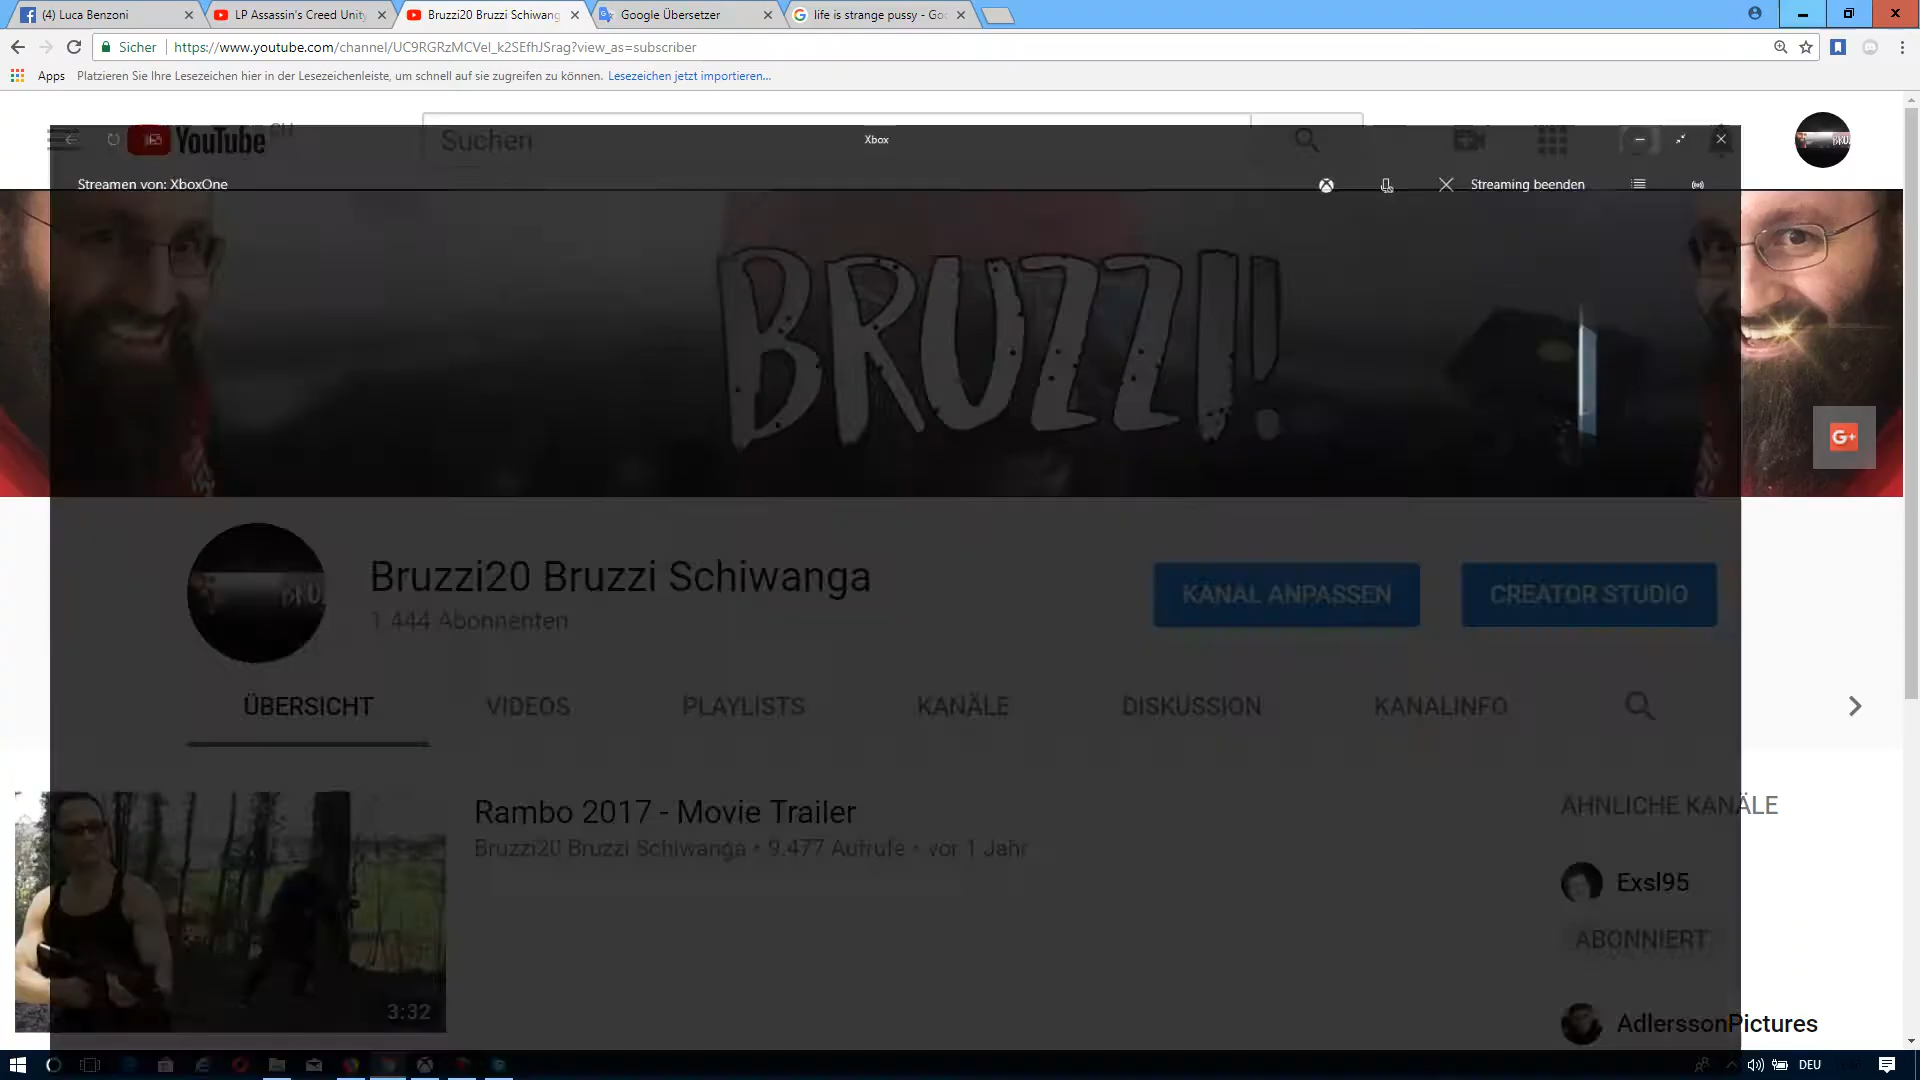 (4) Luca Benzoni
LP Assassin's Creed Unity
Bruzzi20 Bruzzi Schiwang
Google Übersetzer
life is strange pussy - Goo
Sicher
https://www.youtube.com/channel/UC9RGRzMCVel_k2SEfhJSrag?view_as=subscriber
Apps
Platzieren Sie Ihre Lesezeichen hier in der Lesezeichenleiste, um schnell auf sie zugreifen zu können. Lesezeichen jetzt importieren...
YouTube CH
Suchen
Xbox
BRUZ
Streamen von: XboxOne
Streaming beenden
BRUZZI!
G+
Bruzzi20 Bruzzi Schiwanga
1 444 Abonnenten
BRUZ
KANAL ANPASSEN
CREATOR STUDIO
ÜBERSICHT
VIDEOS
PLAYLISTS
KANÄLE
DISKUSSION
KANALINFO
Rambo 2017 - Movie Trailer
Bruzzi20 Bruzzi Schiwanga • 9.477 Aufrufe • vor 1 Jahr
3:32
ÄHNLICHE KANÄLE
Exsl95
ABONNIERT
AdlerssonPictures
DEU